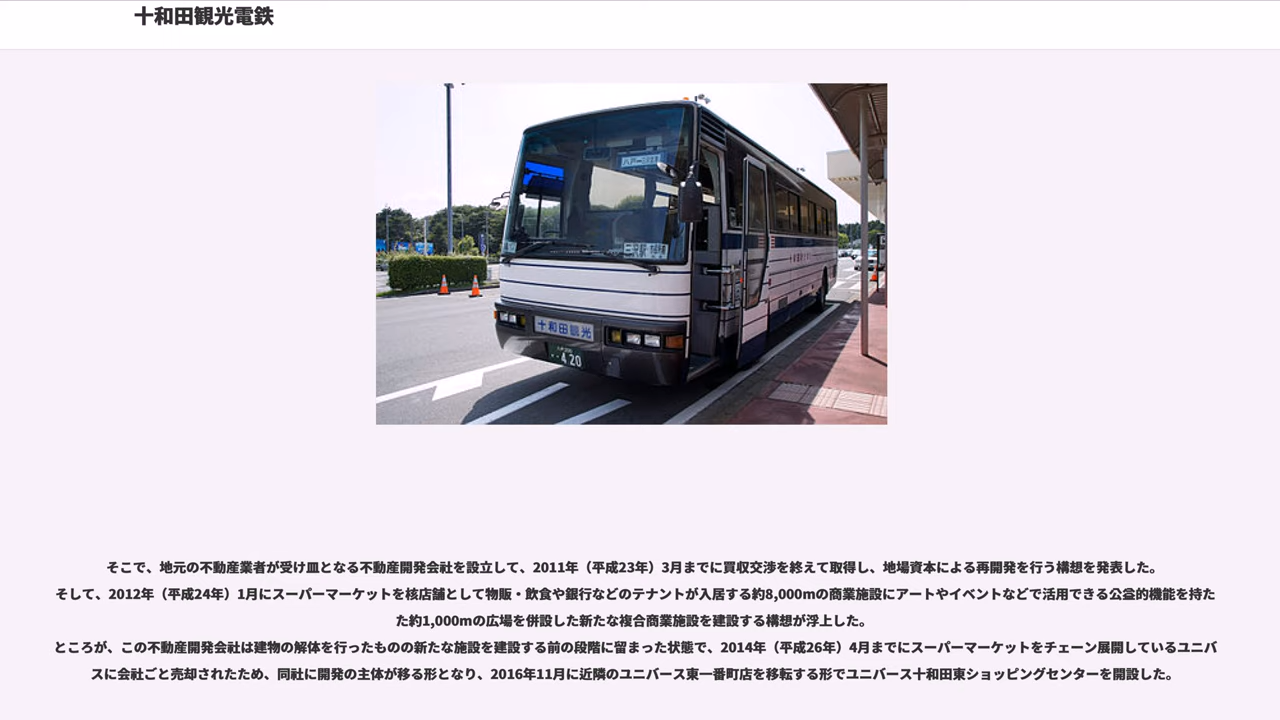 十和田観光電鉄
十和田観光
420
そこで、地元の不動産業者が受け皿となる不動産開発会社を設立して、2011年（平成23年）3月までに買収交渉を終えて取得し、地場資本による再開発を行う構想を発表した。
そして、2012年（平成24年）1月にスーパーマーケットを核店舗として物販・飲食や銀行などのテナントが入居する約8,000mの商業施設にアートやイベントなどで活用できる公益的機能を持た
た約1,000mの広場を併設した新たな複合商業施設を建設する構想が浮上した。
ところが、この不動産開発会社は建物の解体を行ったものの新たな施設を建設する前の段階に留まった状態で、2014年（平成26年）4月までにスーパーマーケットをチェーン展開しているユニバ
スに会社ごと売却されたため、同社に開発の主体が移る形となり、2016年11月に近隣のユニバース東一番町店を移転する形でユニバース十和田東ショッピングセンターを開設した。